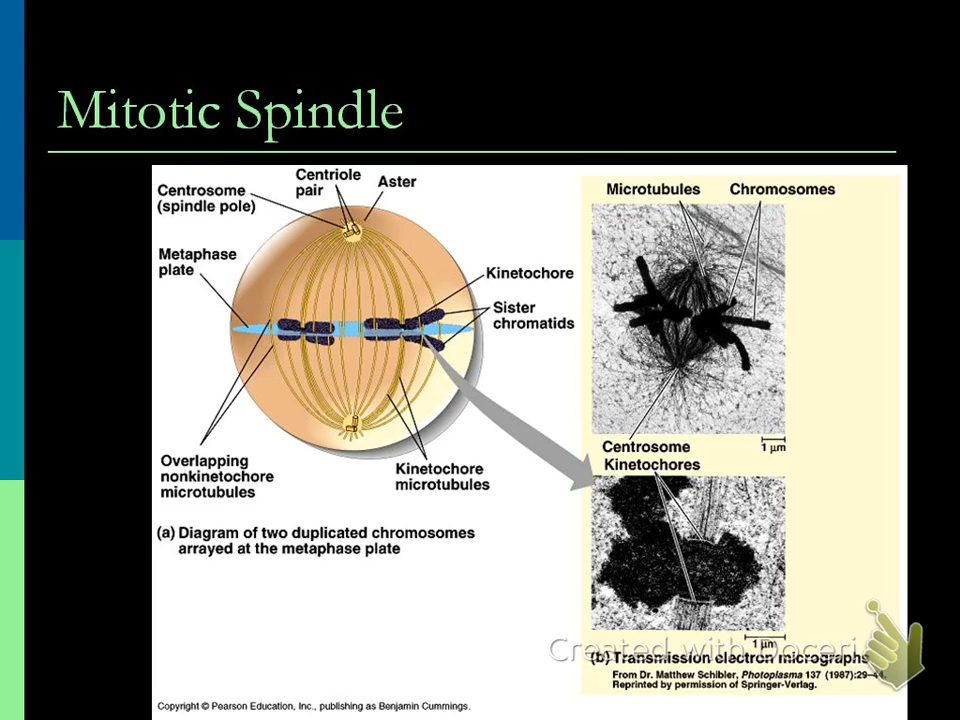 Mitotic Spindle
Centrosome
(spindle pole)
Centriole
pair
Aster
Metaphase
plate
Kinetochore
Sister
chromatids
Overlapping
nonkinetochore
microtubules
Kinetochore
microtubules
(a) Diagram of two duplicated chromosomes
arrayed at the metaphase plate
Microtubules
Chromosomes
1 µm
Centrosome
Kinetochores
1 µm
Created with Doceri
(b) Transmission electron micrographs
From Dr. Matthew Schibler, Photoplasma 137 (1987):29–44.
Reprinted by permission of Springer-Verlag.
Copyright © Pearson Education, Inc., publishing as Benjamin Cummings.